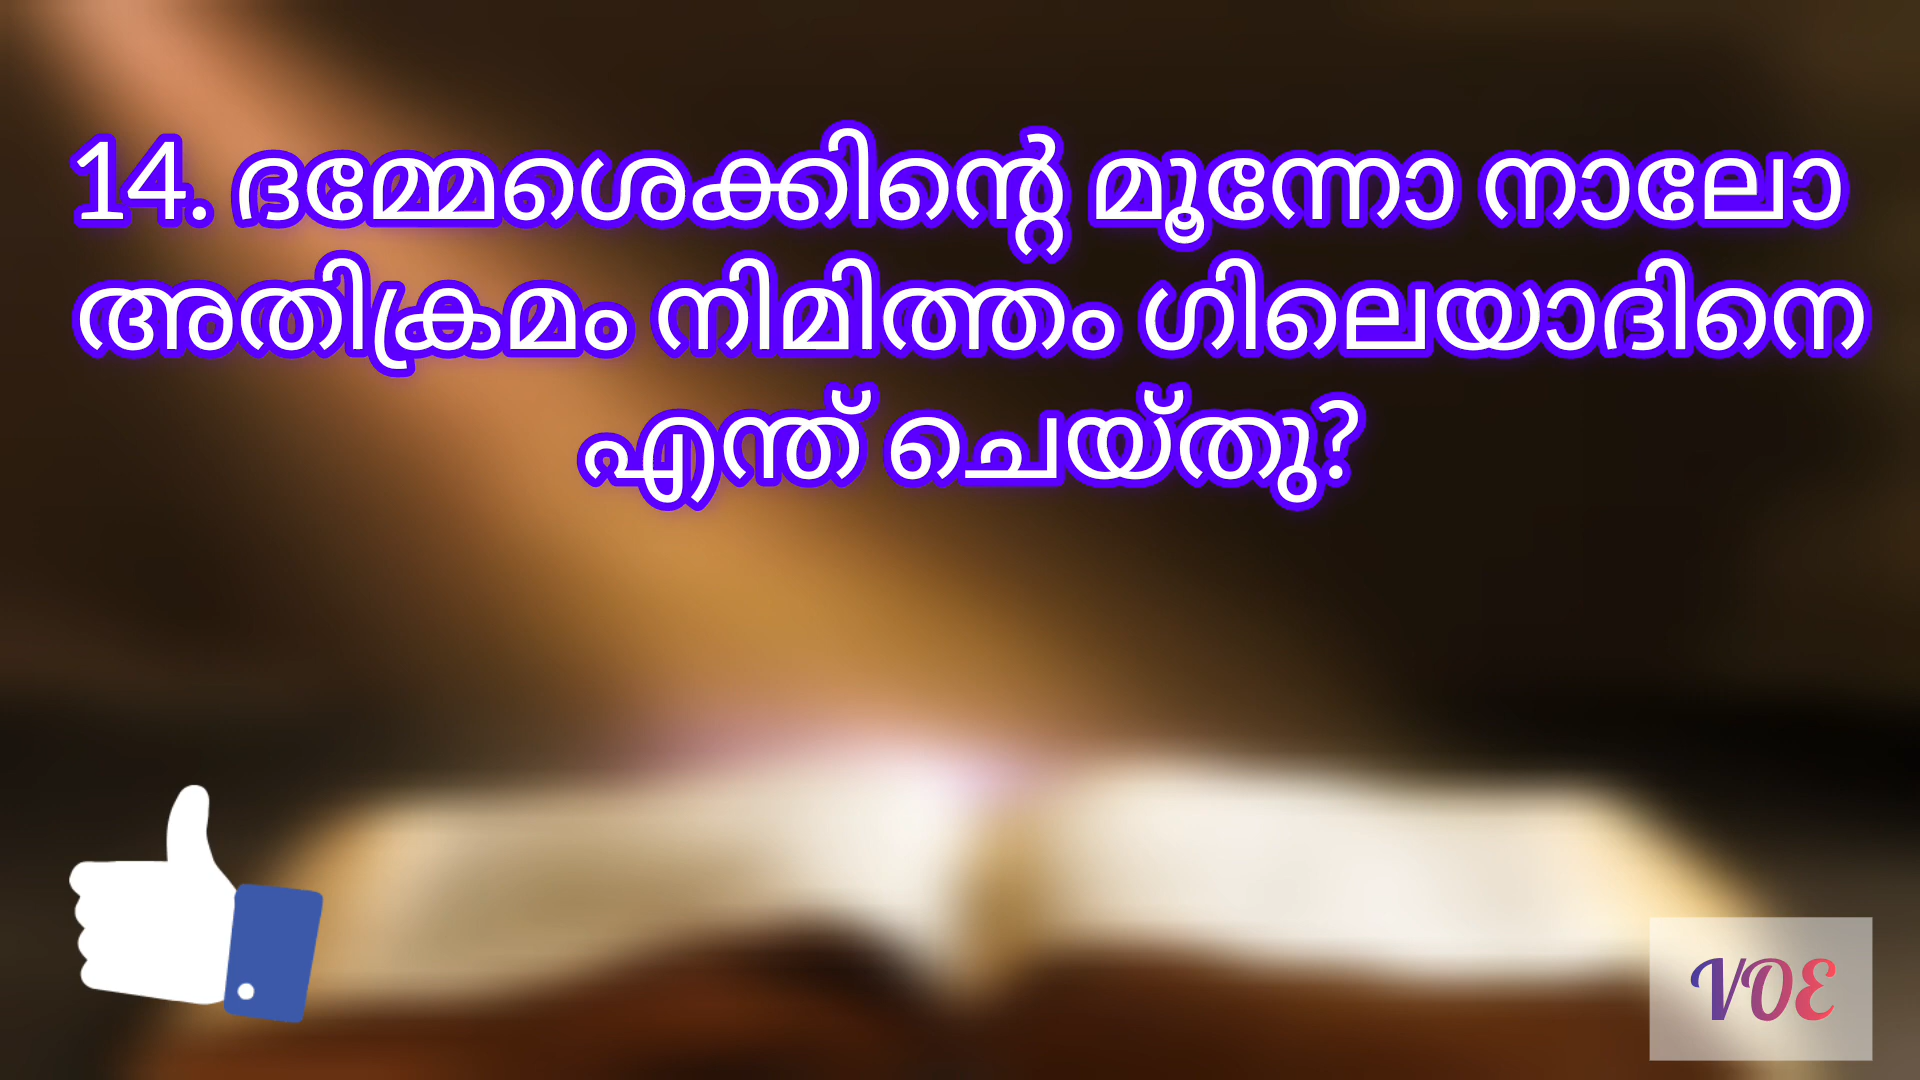 14. ദമ്മേശെക്കിന്റെ മൂന്നോ നാലോ
അതിക്രമം നിമിത്തം ഗിലെയാദിനെ
എന്ത് ചെയ്തു?
VOE